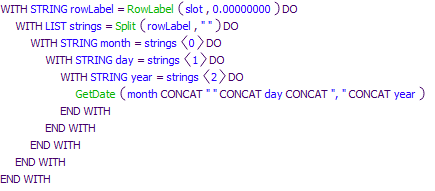 WITH STRING rowLabel = RowLabel ( slot , 0.00000000 ) DO
WITH LIST strings = Split ( rowLabel , " " ) DO
WITH STRING month = strings 〈 0 〉 DO
WITH STRING day = strings 〈 1 〉 DO
WITH STRING year = strings 〈 2 〉 DO
GetDate ( month CONCAT " " CONCAT day CONCAT ", " CONCAT year )
END WITH
END WITH
END WITH
END WITH
END WITH